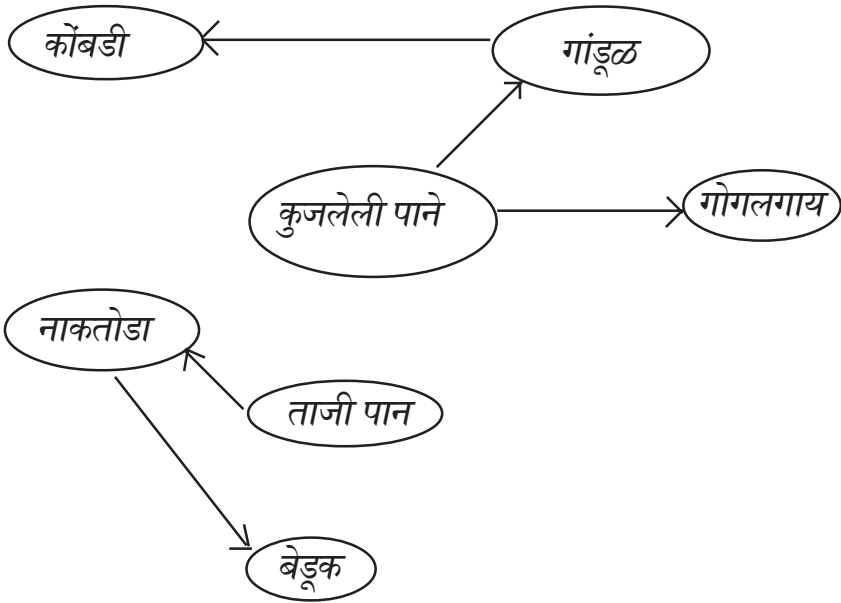 कोंबडी
गांडूळ
कुजलेली पाने
गोगलगाय
नाकतोडा
ताजी पान
बेडूक